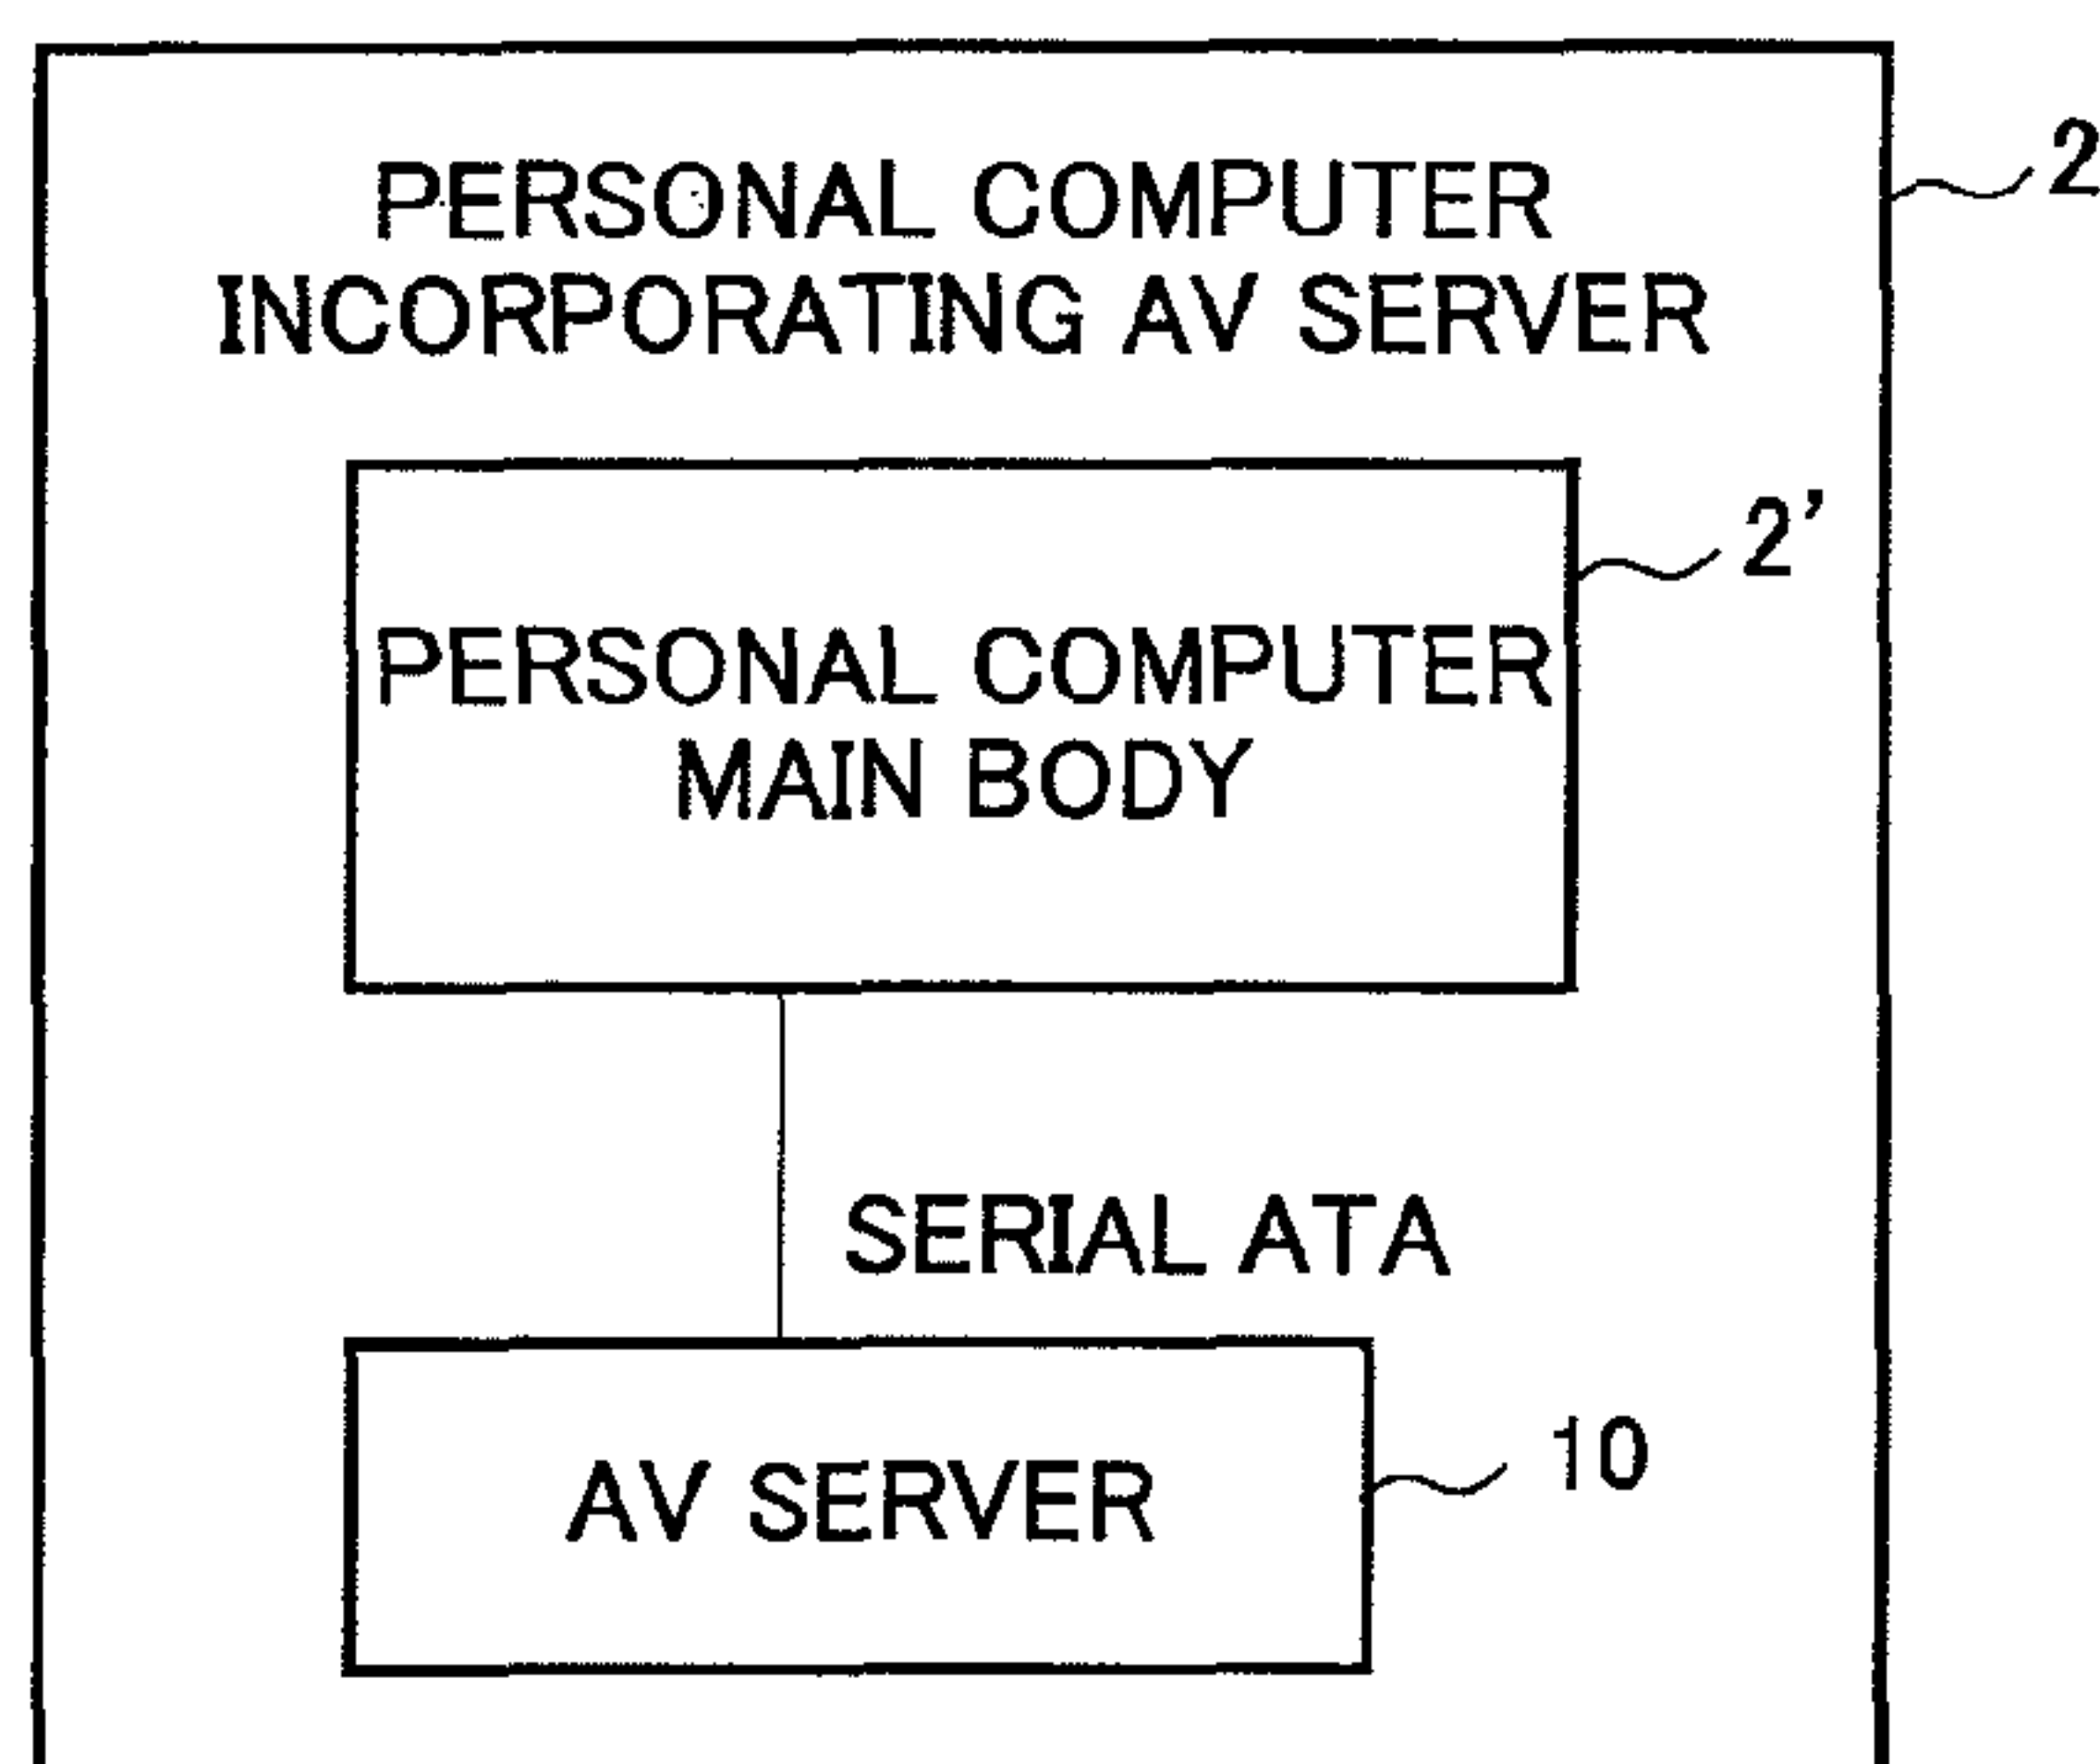 PERSONAL COMPUTER
INCORPORATING AV SERVER
2
PERSONAL COMPUTER
MAIN BODY
2'
SERIAL ATA
AV SERVER
10